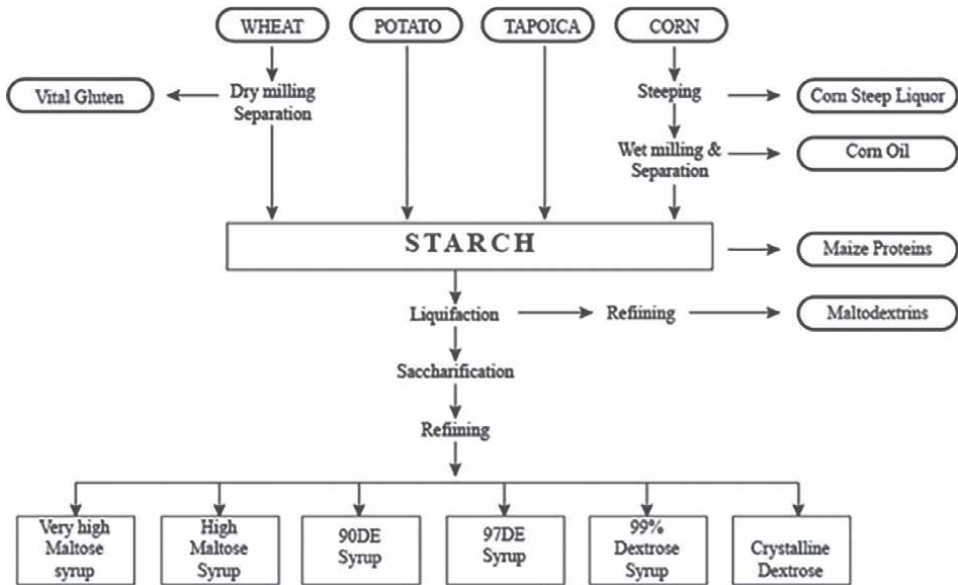 WHEAT
POTATO
TAPOICA
CORN
Vital Gluten
Dry milling
Separation
Steeping
Corn Steep Liquor
Wet milling &
Separation
Corn Oil
STARCH
Maize Proteins
Liquifaction
Refiining
Maltodextrins
Saccharification
Refiining
Very high
Maltose
syrup
High
Maltose
Syrup
90DE
Syrup
97DE
Syrup
99%
Dextrose
Syrup
Crystalline
Dextrose